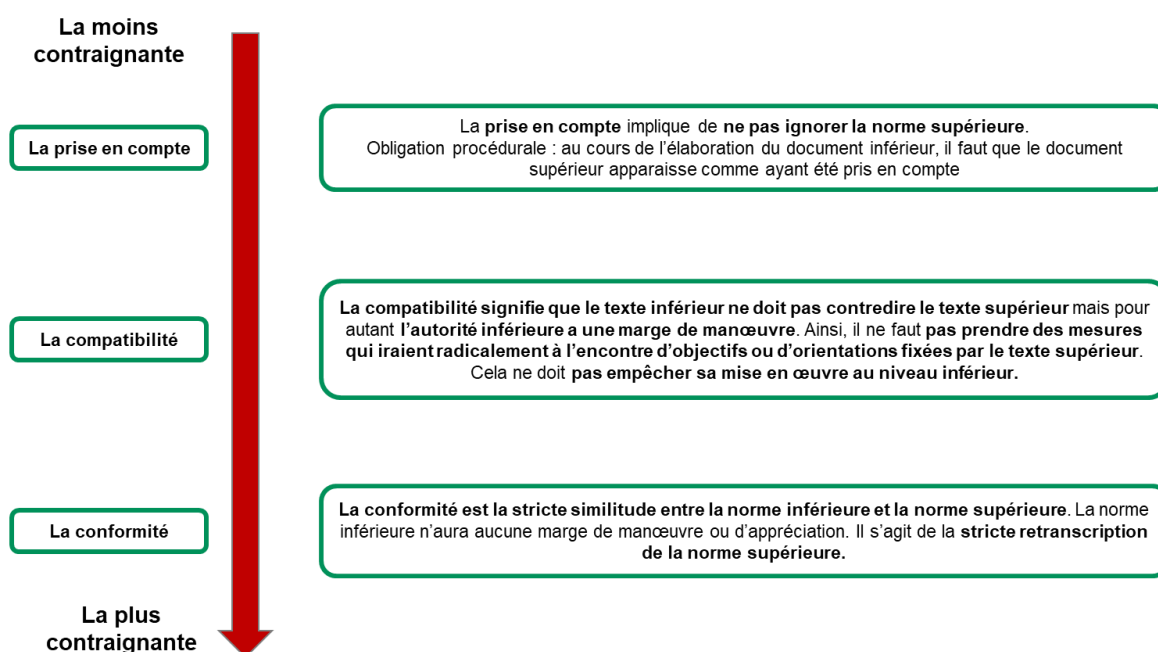 La moins
contraignante
La prise en compte
La prise en compte implique de ne pas ignorer la norme supérieure.
Obligation procédurale : au cours de l'élaboration du document inférieur, il faut que le document
supérieur apparaisse comme ayant été pris en compte
La compatibilité
La compatibilité signifie que le texte inférieur ne doit pas contredire le texte supérieur mais pour
autant l'autorité inférieure a une marge de manœuvre. Ainsi, il ne faut pas prendre des mesures
qui iraient radicalement à l'encontre d'objectifs ou d'orientations fixées par le texte supérieur.
Cela ne doit pas empêcher sa mise en œuvre au niveau inférieur.
La conformité
La conformité est la stricte similitude entre la norme inférieure et la norme supérieure. La norme
inférieure n'aura aucune marge de manœuvre ou d'appréciation. Il s'agit de la stricte retranscription
de la norme supérieure.
La plus
contraignante